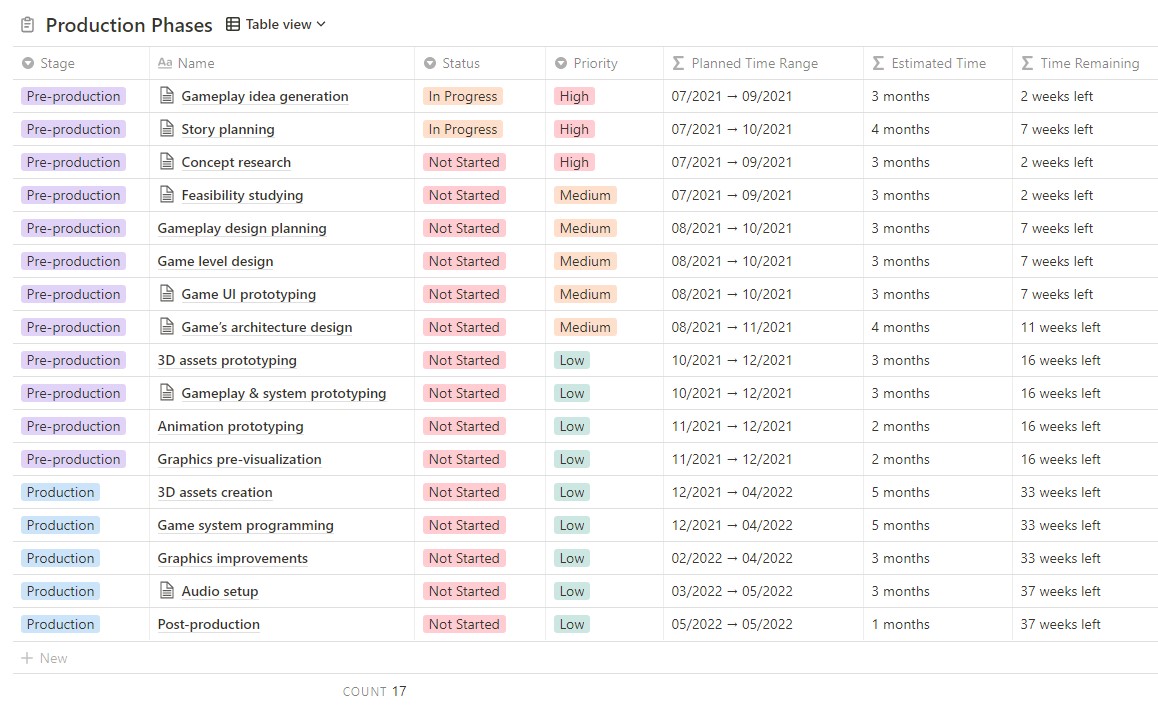 Production Phases Table view
Stage Aa Name Status Priority Σ Planned Time Range Σ Estimated Time Σ Time Remaining
Pre-production Gameplay idea generation In Progress High 07/2021 → 09/2021 3 months 2 weeks left
Pre-production Story planning In Progress High 07/2021 → 10/2021 4 months 7 weeks left
Pre-production Concept research Not Started High 07/2021 → 09/2021 3 months 2 weeks left
Pre-production Feasibility studying Not Started Medium 07/2021 → 09/2021 3 months 2 weeks left
Pre-production Gameplay design planning Not Started Medium 08/2021 → 10/2021 3 months 7 weeks left
Pre-production Game level design Not Started Medium 08/2021 → 10/2021 3 months 7 weeks left
Pre-production Game UI prototyping Not Started Medium 08/2021 → 10/2021 3 months 7 weeks left
Pre-production Game’s architecture design Not Started Medium 08/2021 → 11/2021 4 months 11 weeks left
Pre-production 3D assets prototyping Not Started Low 10/2021 → 12/2021 3 months 16 weeks left
Pre-production Gameplay & system prototyping Not Started Low 10/2021 → 12/2021 3 months 16 weeks left
Pre-production Animation prototyping Not Started Low 11/2021 → 12/2021 2 months 16 weeks left
Pre-production Graphics pre-visualization Not Started Low 11/2021 → 12/2021 2 months 16 weeks left
Production 3D assets creation Not Started Low 12/2021 → 04/2022 5 months 33 weeks left
Production Game system programming Not Started Low 12/2021 → 04/2022 5 months 33 weeks left
Production Graphics improvements Not Started Low 02/2022 → 04/2022 3 months 33 weeks left
Production Audio setup Not Started Low 03/2022 → 05/2022 3 months 37 weeks left
Production Post-production Not Started Low 05/2022 → 05/2022 1 months 37 weeks left
+ New
COUNT 17